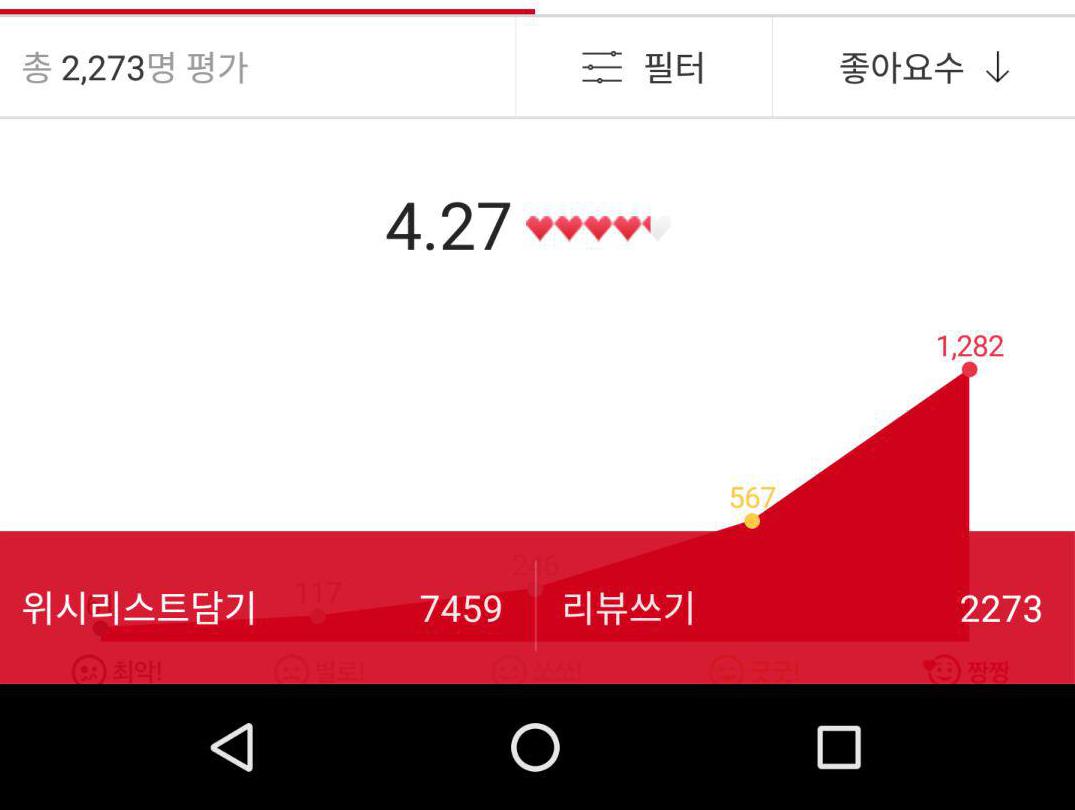 총 2,273명 평가
필터
좋아요수
4.27
1,282
567
246
117
위시리스트담기 7459
리뷰쓰기 2273
최악!
별로!
쏘쏘!
굿굿!
짱짱